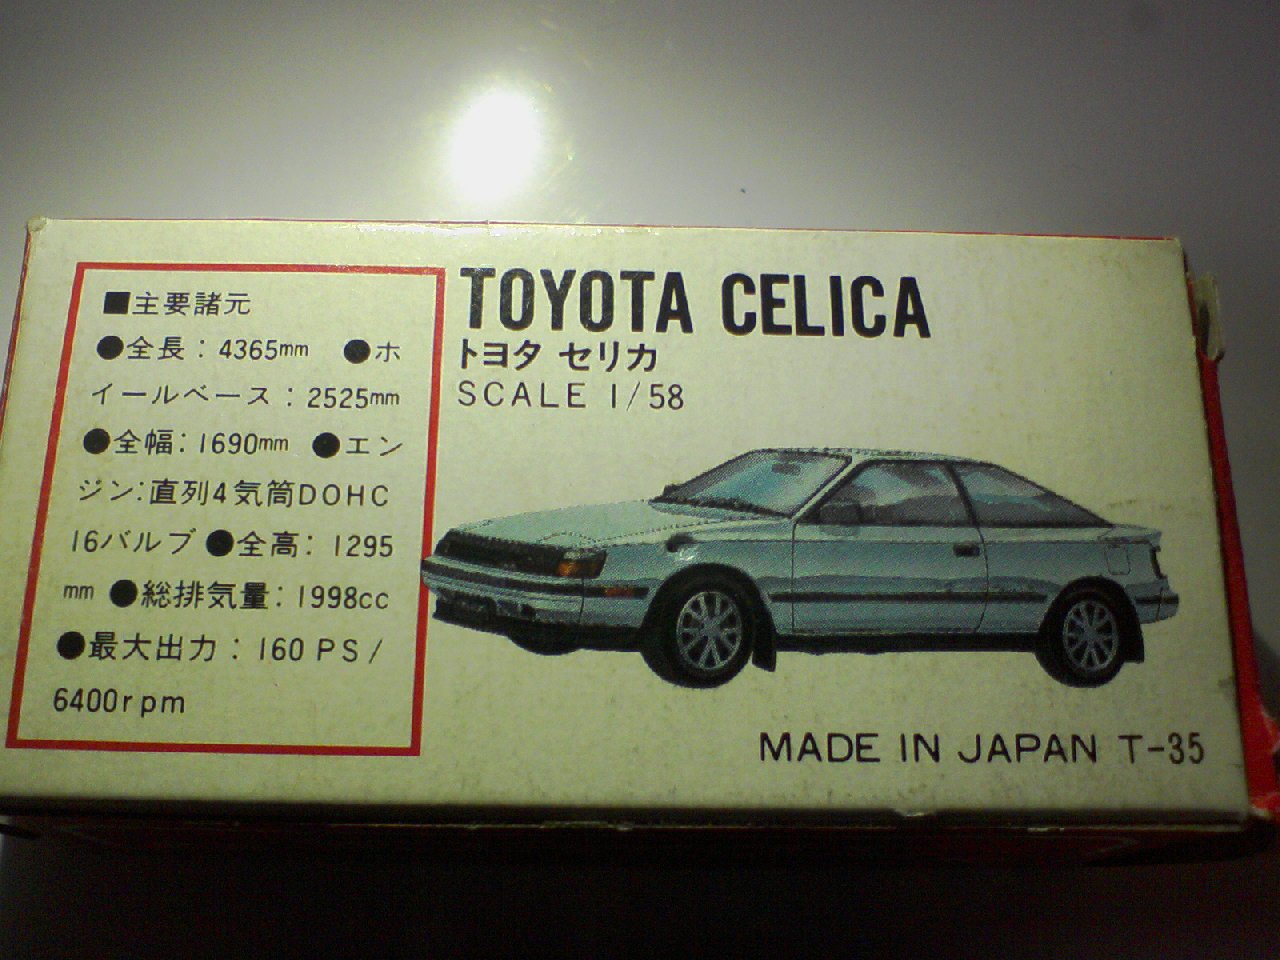 ■主要諸元
●全長：4365mm ●ホ
イールベース：2525mm
●全幅：1690mm ●エン
ジン：直列4気筒DOHC
16バルブ●全高：1295
mm ●総排気量：1998cc
●最大出力：160PS/
6400rpm
TOYOTA CELICA
トヨタ セリカ
SCALE 1/58
MADE IN JAPAN T-35